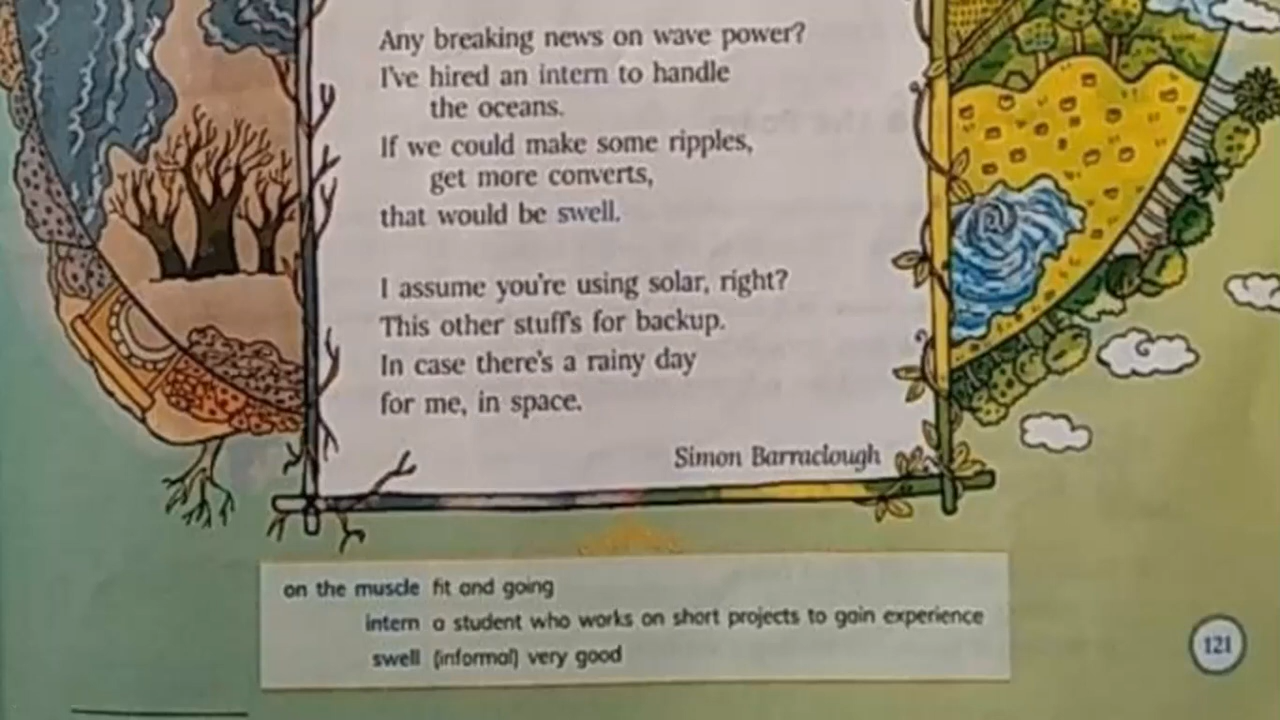 Any breaking news on wave power?
I've hired an intern to handle
the oceans.
If we could make some ripples,
get more converts,
that would be swell.
I assume you're using solar, right?
This other stuff's for backup.
In case there's a rainy day
for me, in space.
Simon Barraclough
on the muscle fit and going
intern a student who works on short projects to gain experience
swell (informal) very good
121